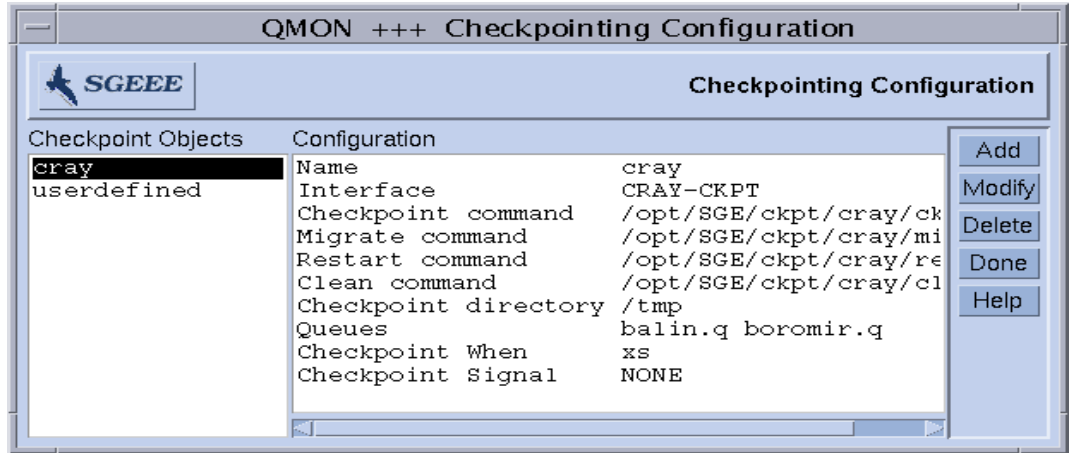 QMON +++ Checkpointing Configuration
SGEEE
Checkpointing Configuration
Checkpoint Objects
cray
userdefined
Configuration
Name cray
Interface CRAY-CKPT
Checkpoint command /opt/SGE/ckpt/cray/ck
Migrate command /opt/SGE/ckpt/cray/mi
Restart command /opt/SGE/ckpt/cray/re
Clean command /opt/SGE/ckpt/cray/cl
Checkpoint directory /tmp
Queues balin.q boromir.q
Checkpoint When xs
Checkpoint Signal NONE
Add
Modify
Delete
Done
Help